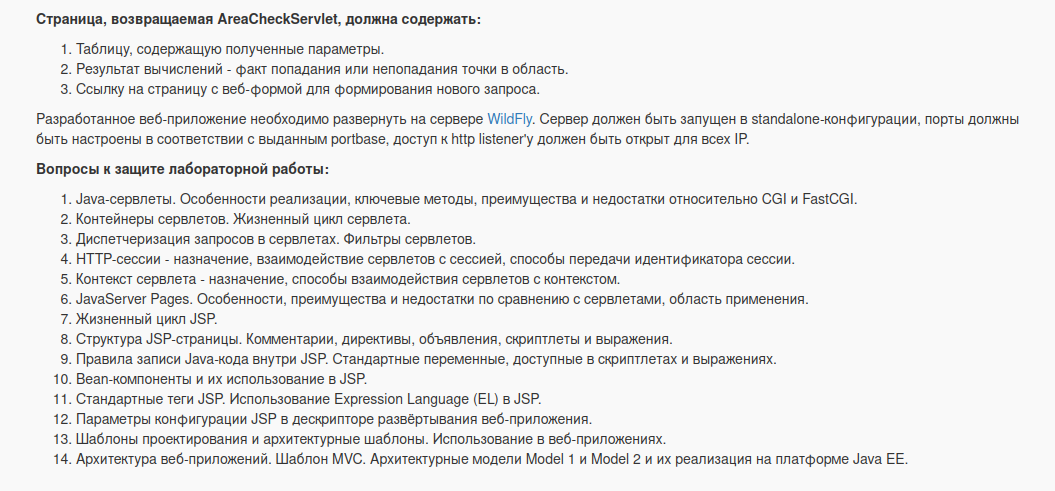 Страница, возвращаемая AreaCheckServlet, должна содержать:
1. Таблицу, содержащую полученные параметры.
2. Результат вычислений - факт попадания или непопадания точки в область.
3. Ссылку на страницу с веб-формой для формирования нового запроса.
Разработанное веб-приложение необходимо развернуть на сервере WildFly. Сервер должен быть запущен в standalone-конфигурации, порты должны
быть настроены в соответствии с выданным portbase, доступ к http listener'у должен быть открыт для всех IP.
Вопросы к защите лабораторной работы:
1. Java-сервлеты. Особенности реализации, ключевые методы, преимущества и недостатки относительно CGI и FastCGI.
2. Контейнеры сервлетов. Жизненный цикл сервлета.
3. Диспетчеризация запросов в сервлетах. Фильтры сервлетов.
4. HTTP-сессии - назначение, взаимодействие сервлетов с сессией, способы передачи идентификатора сессии.
5. Контекст сервлета - назначение, способы взаимодействия сервлетов с контекстом.
6. JavaServer Pages. Особенности, преимущества и недостатки по сравнению с сервлетами, область применения.
7. Жизненный цикл JSP.
8. Структура JSP-страницы. Комментарии, директивы, объявления, скриптлеты и выражения.
9. Правила записи Java-кода внутри JSP. Стандартные переменные, доступные в скриптлетах и выражениях.
10. Bean-компоненты и их использование в JSP.
11. Стандартные теги JSP. Использование Expression Language (EL) в JSP.
12. Параметры конфигурации JSP в дескрипторе развёртывания веб-приложения.
13. Шаблоны проектирования и архитектурные шаблоны. Использование в веб-приложениях.
14. Архитектура веб-приложений. Шаблон MVC. Архитектурные модели Model 1 и Model 2 и их реализация на платформе Java EE.